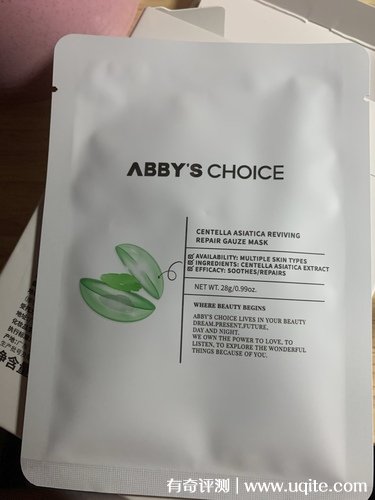 ABBY'S CHOICE
CENTELLA ASIATICA REVIVING
REPAIR GAUZE MASK
AVAILABILITY: MULTIPLE SKIN TYPES
INGREDIENTS: CENTELLA ASIATICA EXTRACT
EFFICACY: SOOTHES/REPAIRS
NET WT. 28g/0.99oz.
WHERE BEAUTY BEGINS
ABBY'S CHOICE LIVES IN YOUR BEAUTY
DREAM.PRESENT,FUTURE,
DAY AND NIGHT.
WE OWN THE POWER TO LOVE, TO
LISTEN, TO EXPLORE THE WONDERFUL
THINGS BECAUSE OF YOU.
净含量
有奇评测 | www.uqite.com